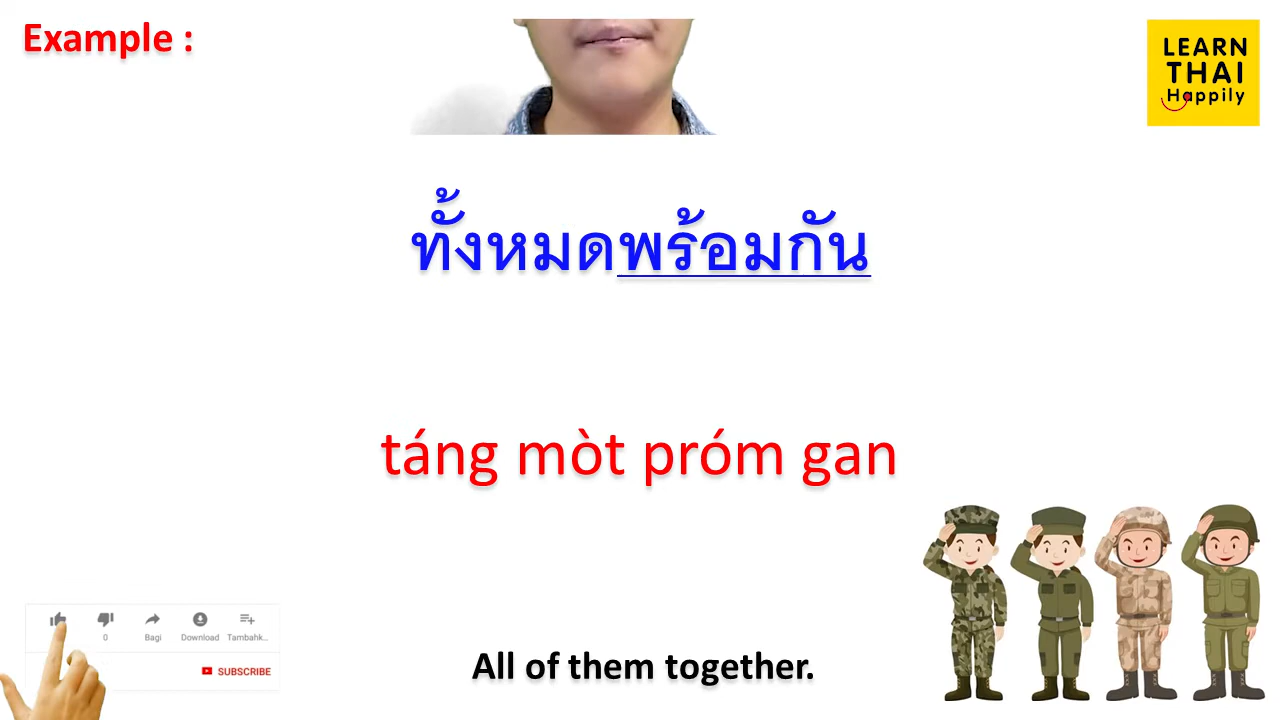 Example :
LEARN
THAI
Happily
ทั้งหมดพร้อมกัน
táng mòt próm gan
0 Bagi Download Tambahk...
SUBSCRIBE
All of them together.